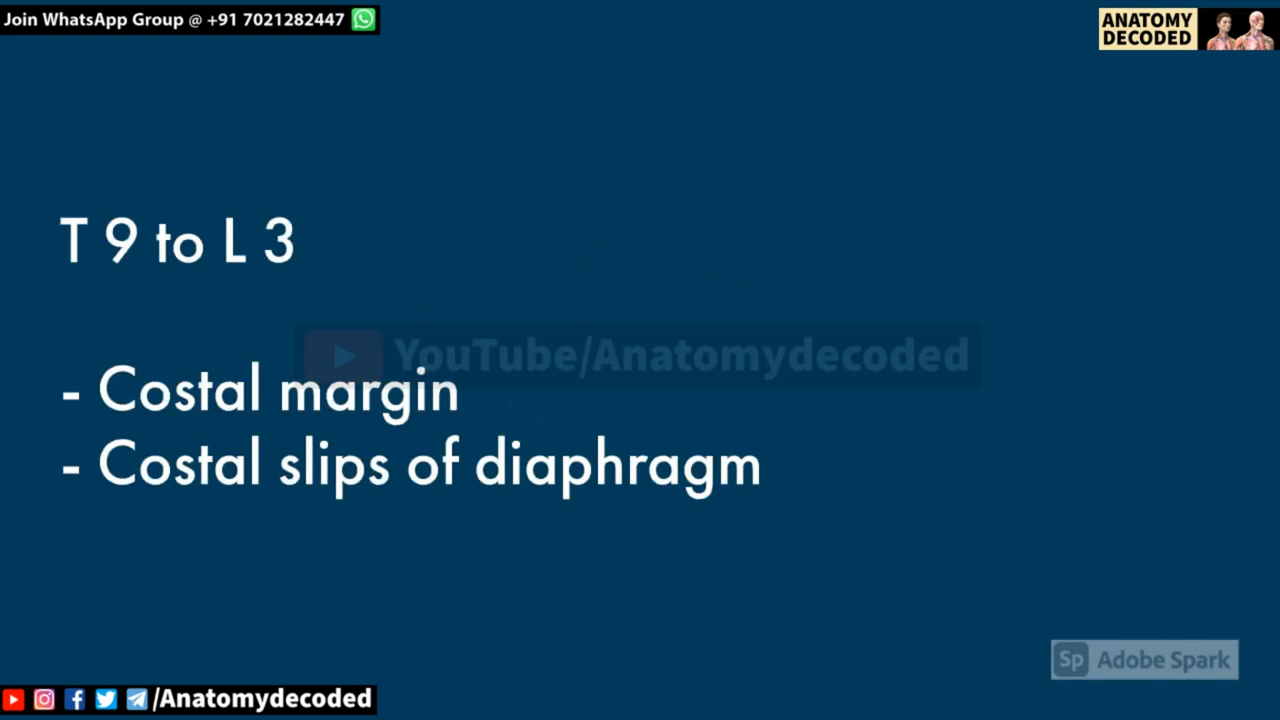 Join WhatsApp Group @ +91 7021282447
ANATOMY
DECODED
T 9 to L 3
YouTube/Anatomydecoded
- Costal margin
- Costal slips of diaphragm
Sp Adobe Spark
/Anatomydecoded